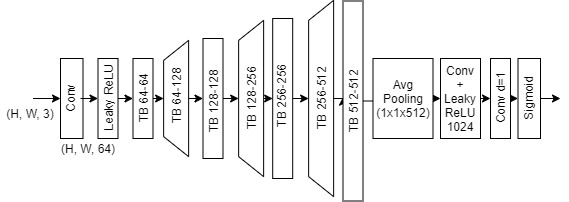 (H, W, 3)
Conv
(H, W, 64)
Leaky ReLU
TB 64-64
TB 64-128
TB 128-128
TB 128-256
TB 256-256
TB 256-512
TB 512-512
Avg
Pooling
(1x1x512)
Conv
+
Leaky
ReLU
1024
Conv d=1
Sigmoid